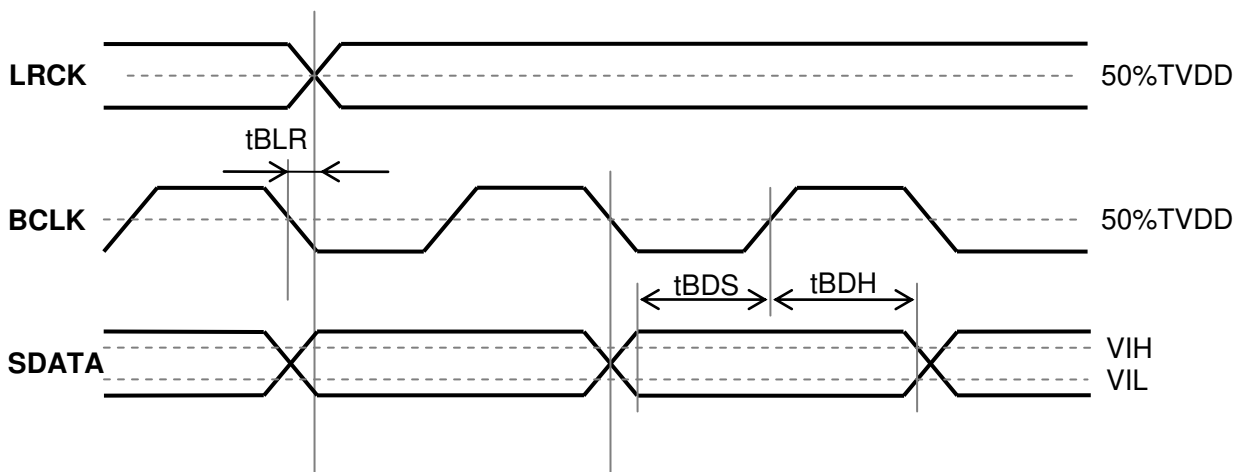 LRCK
50%TVDD
tBLR
BCLK
50%TVDD
tBDS
tBDH
SDATA
VIH
VIL